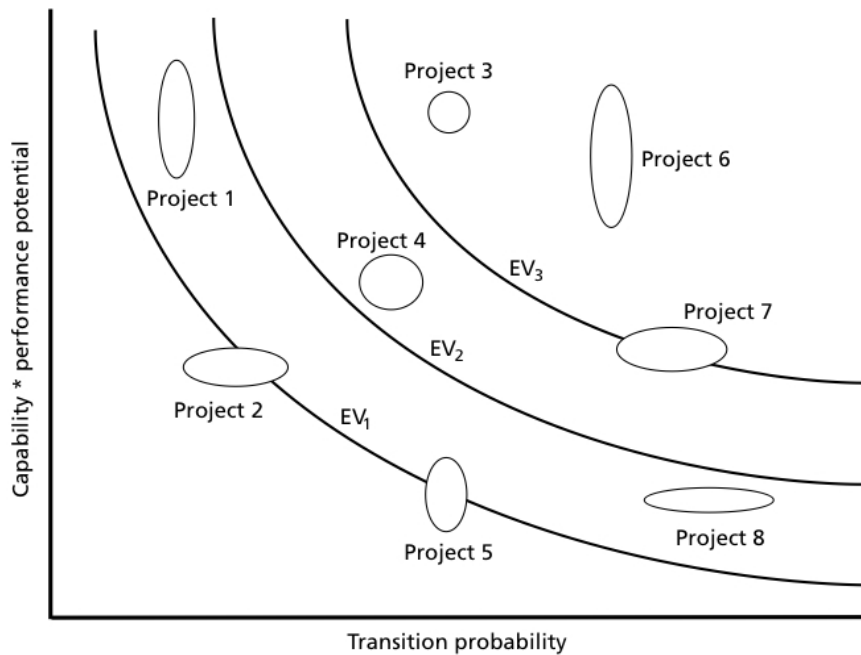 Capability * performance potential
Project 3
Project 6
Project 1
Project 4
EV₃
Project 7
EV₂
Project 2
EV₁
Project 8
Project 5
Transition probability